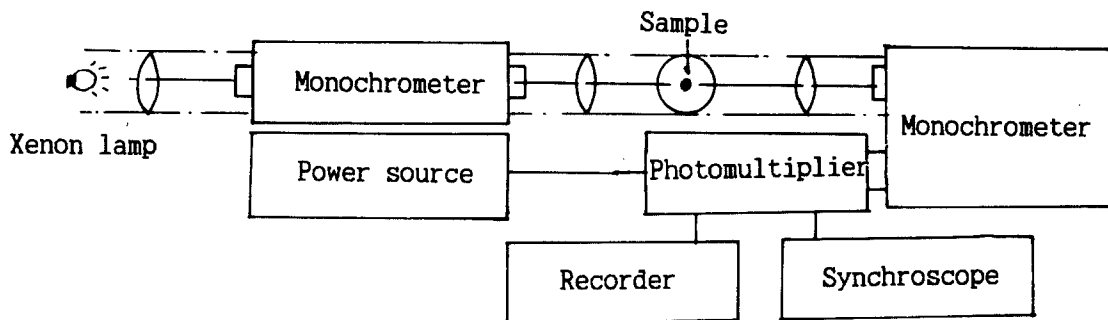 Sample
Monochrometer
Monochrometer
Xenon lamp
Power source
Photomultiplier
Recorder
Synchroscope